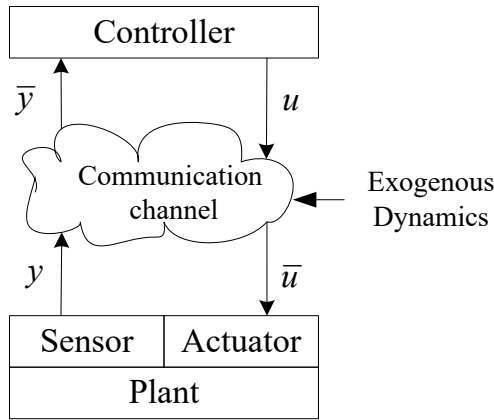 Controller
ȳ
u
Communication
channel
Exogenous
Dynamics
y
ū
Sensor
Actuator
Plant